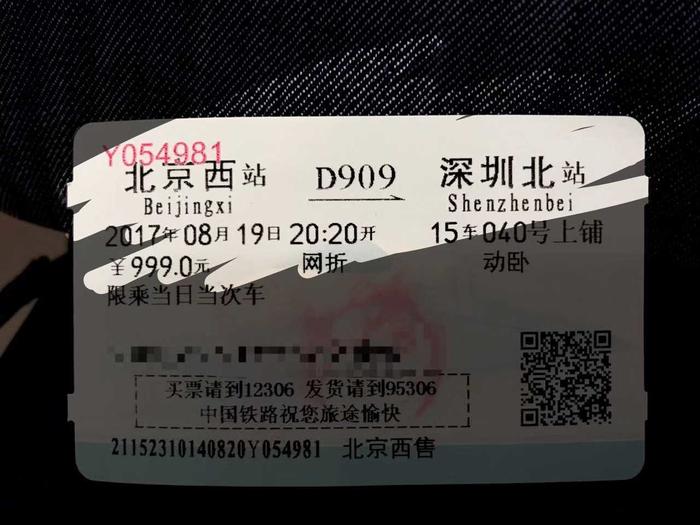 Y054981
北京西站 D909 深圳北站
Beijingxi Shenzhenbei
2017年08月19日20:20开 15车040号上铺
￥999.0元 网折 动卧
限乘当日当次车
买票请到12306 发货请到95306
中国铁路祝您旅途愉快
21152310140820Y054981 北京西售